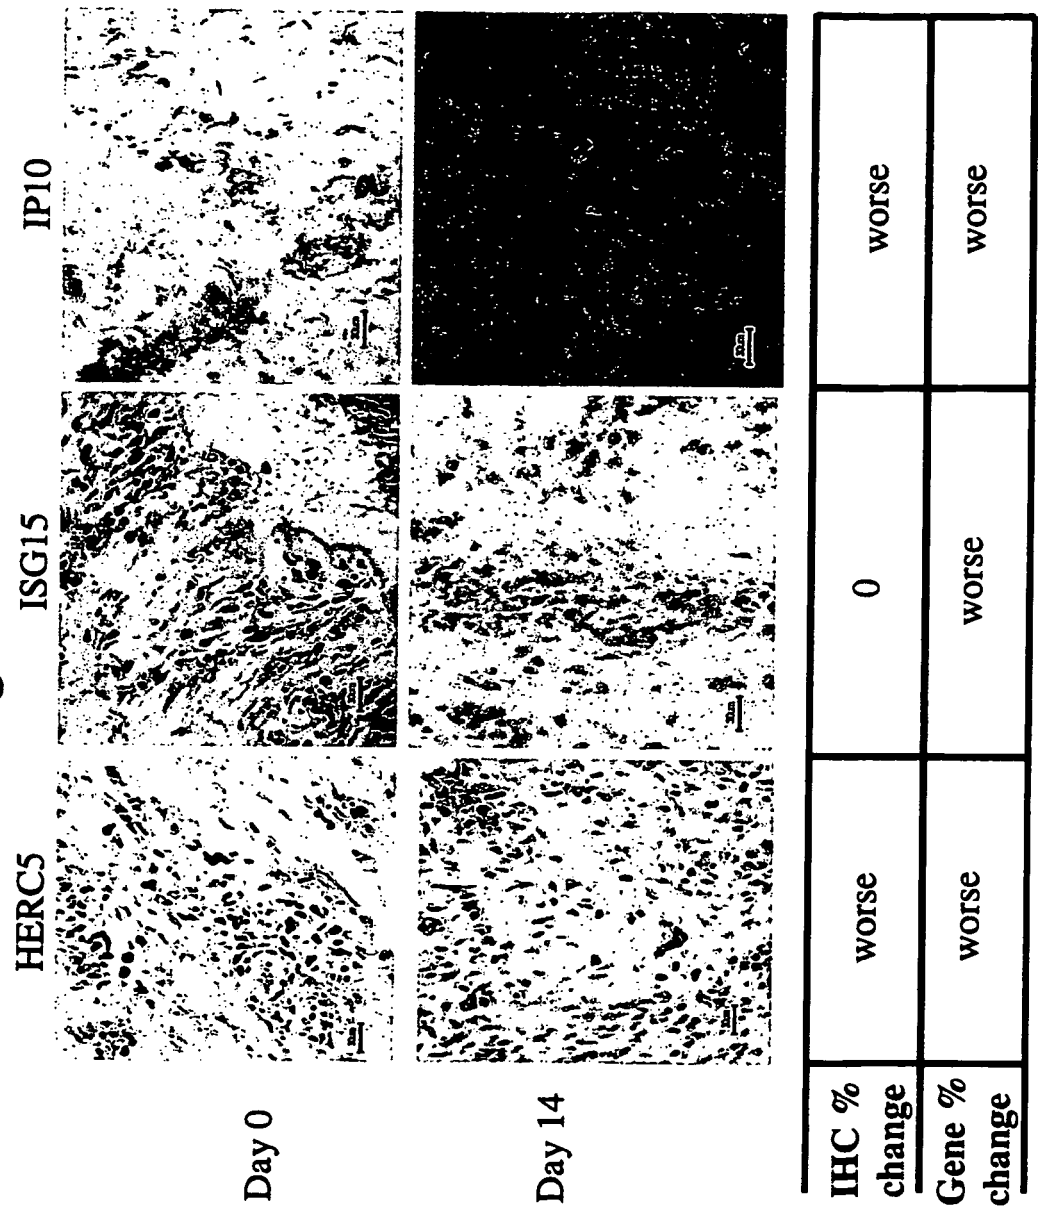 HERC5 ISG15 IP10
Day 0
Day 14
IHC % change worse 0 worse
Gene % change worse worse worse